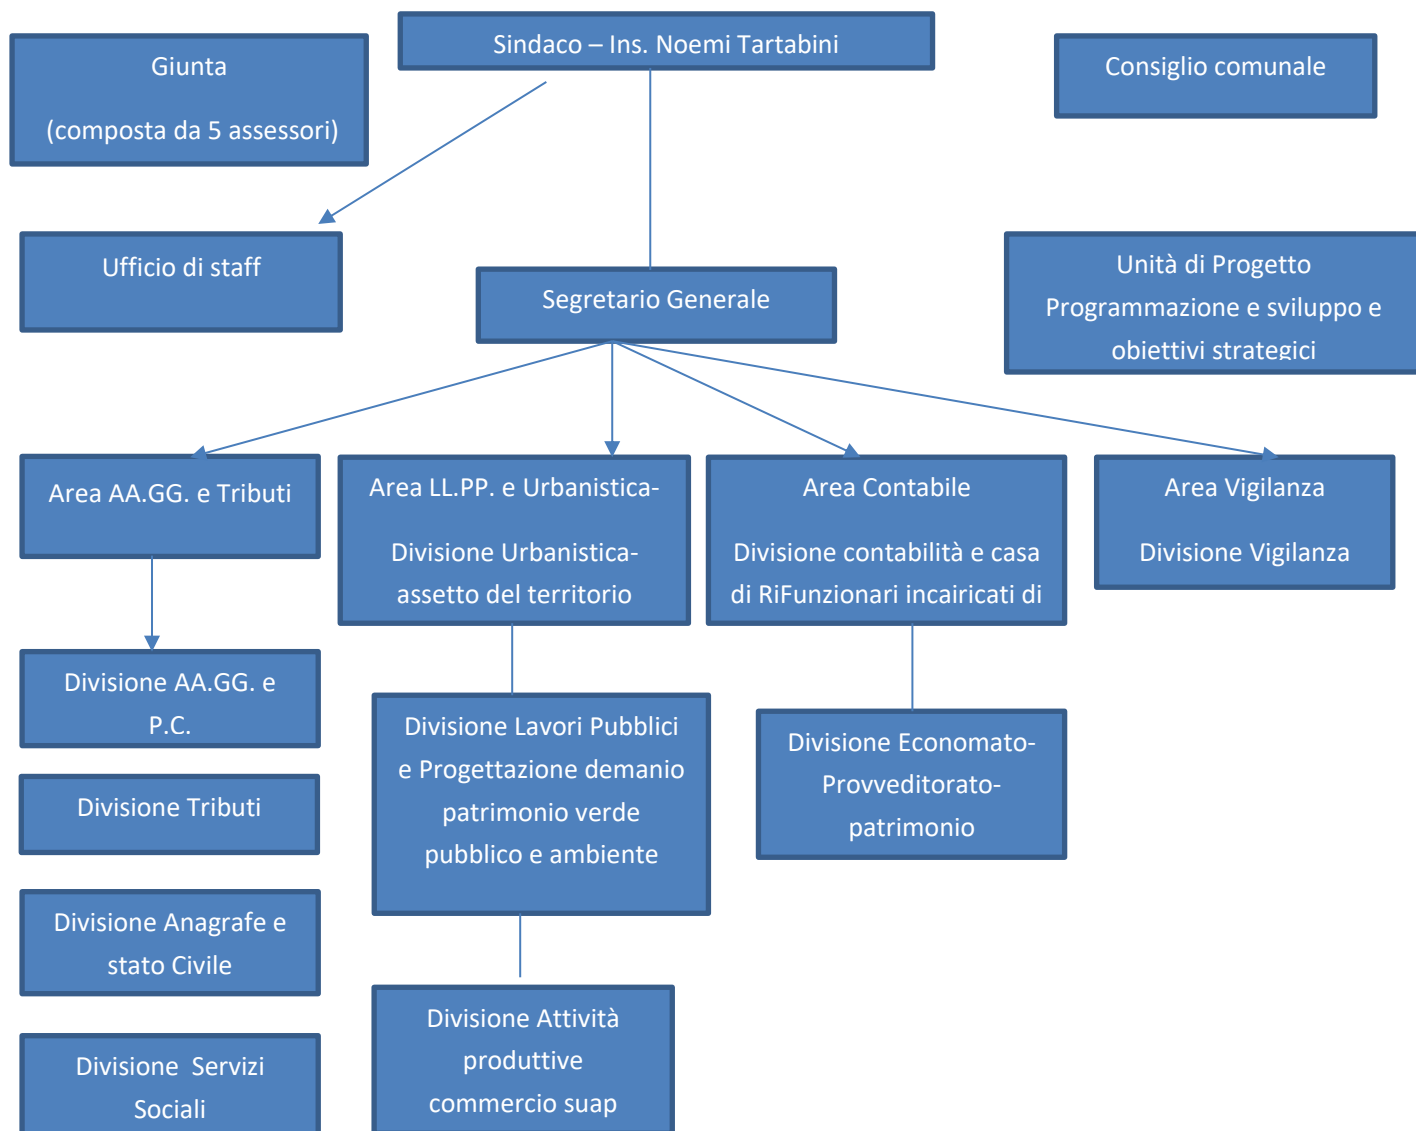 Sindaco – Ins. Noemi Tartabini
Giunta
(composta da 5 assessori)
Consiglio comunale
Ufficio di staff
Segretario Generale
Unità di Progetto
Programmazione e sviluppo e
obiettivi strategici
Area AA.GG. e Tributi
Area LL.PP. e Urbanistica-
Divisione Urbanistica-
assetto del territorio
Area Contabile
Divisione contabilità e casa
di RiFunzionari incairicati di
Area Vigilanza
Divisione Vigilanza
Divisione AA.GG. e
P.C.
Divisione Lavori Pubblici
e Progettazione demanio
patrimonio verde
pubblico e ambiente
Divisione Economato-
Provveditorato-
patrimonio
Divisione Tributi
Divisione Anagrafe e
stato Civile
Divisione Attività
produttive
commercio suap
Divisione  Servizi
Sociali